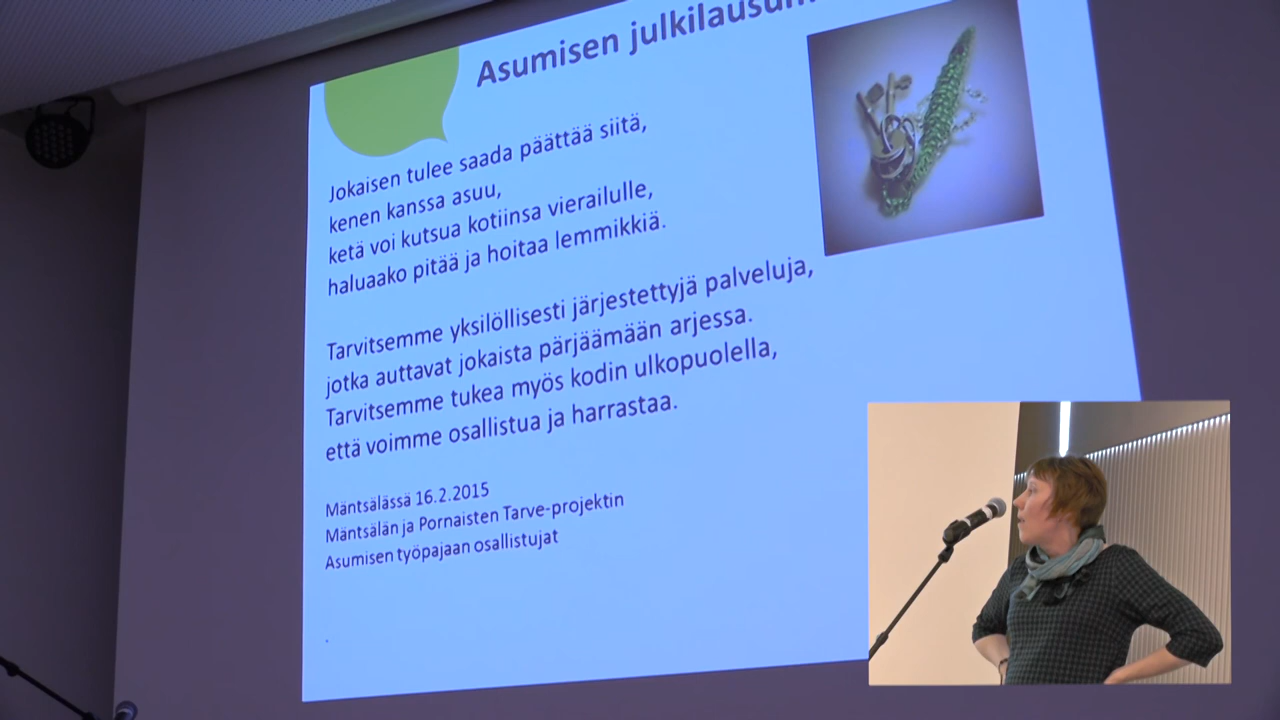 Asumisen
Jokaisen tulee saada päättää siitä,
kenen kanssa asuu,
ketä voi kutsua kotiinsa vierailulle,
haluaako pitää ja hoitaa lemmikkiä.
Tarvitsemme yksilöllisesti järjestettyjä palveluja,
jotka auttavat jokaista pärjäämään arjessa.
Tarvitsemme tukea myös kodin ulkopuolella,
että voimme osallistua ja harrastaa.
Mäntsälässä 16.2.2015
Mäntsälän ja Pornaisten Tarve-projektin
Asumisen työpajaan osallistujat
.